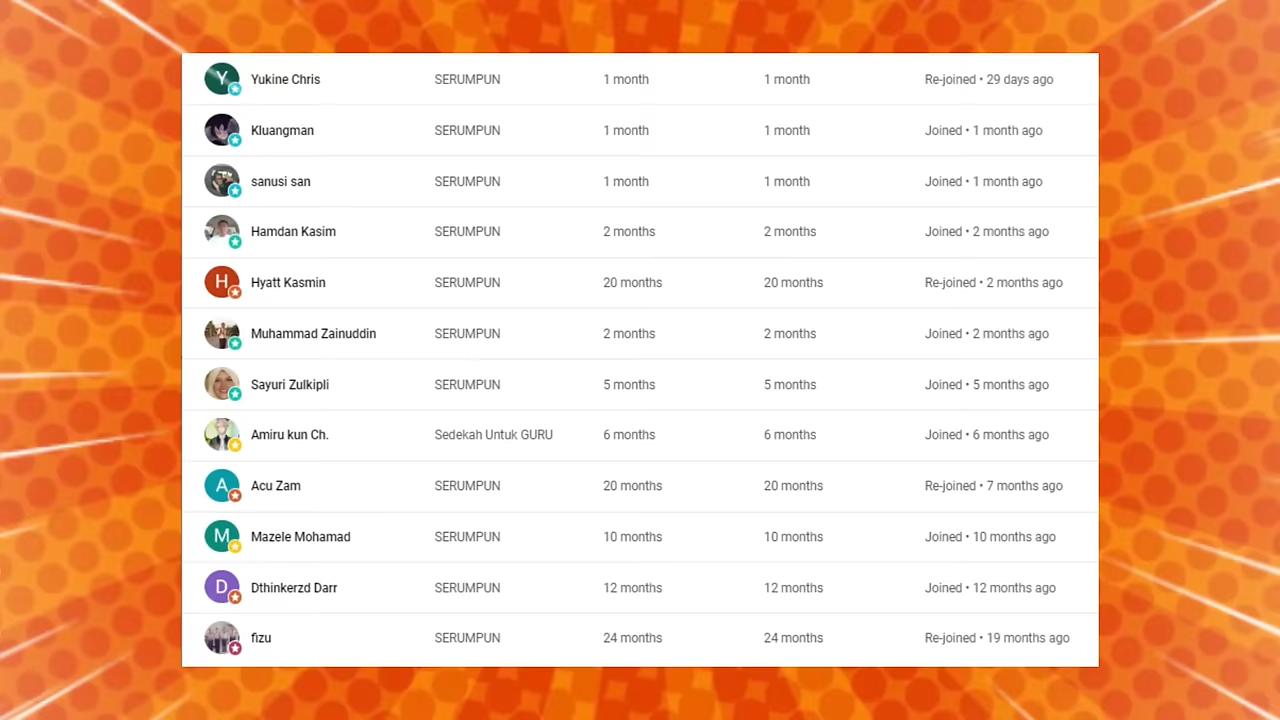 Y Yukine Chris SERUMPUN 1 month 1 month Re-joined • 29 days ago
Kluangman SERUMPUN 1 month 1 month Joined • 1 month ago
sanusi san SERUMPUN 1 month 1 month Joined • 1 month ago
Hamdan Kasim SERUMPUN 2 months 2 months Joined • 2 months ago
H Hyatt Kasmin SERUMPUN 20 months 20 months Re-joined • 2 months ago
Muhammad Zainuddin SERUMPUN 2 months 2 months Joined • 2 months ago
Sayuri Zulkipli SERUMPUN 5 months 5 months Joined • 5 months ago
Amiru kun Ch. Sedekah Untuk GURU 6 months 6 months Joined • 6 months ago
A Acu Zam SERUMPUN 20 months 20 months Re-joined • 7 months ago
M Mazele Mohamad SERUMPUN 10 months 10 months Joined • 10 months ago
D Dthinkerzd Darr SERUMPUN 12 months 12 months Joined • 12 months ago
fizu SERUMPUN 24 months 24 months Re-joined • 19 months ago